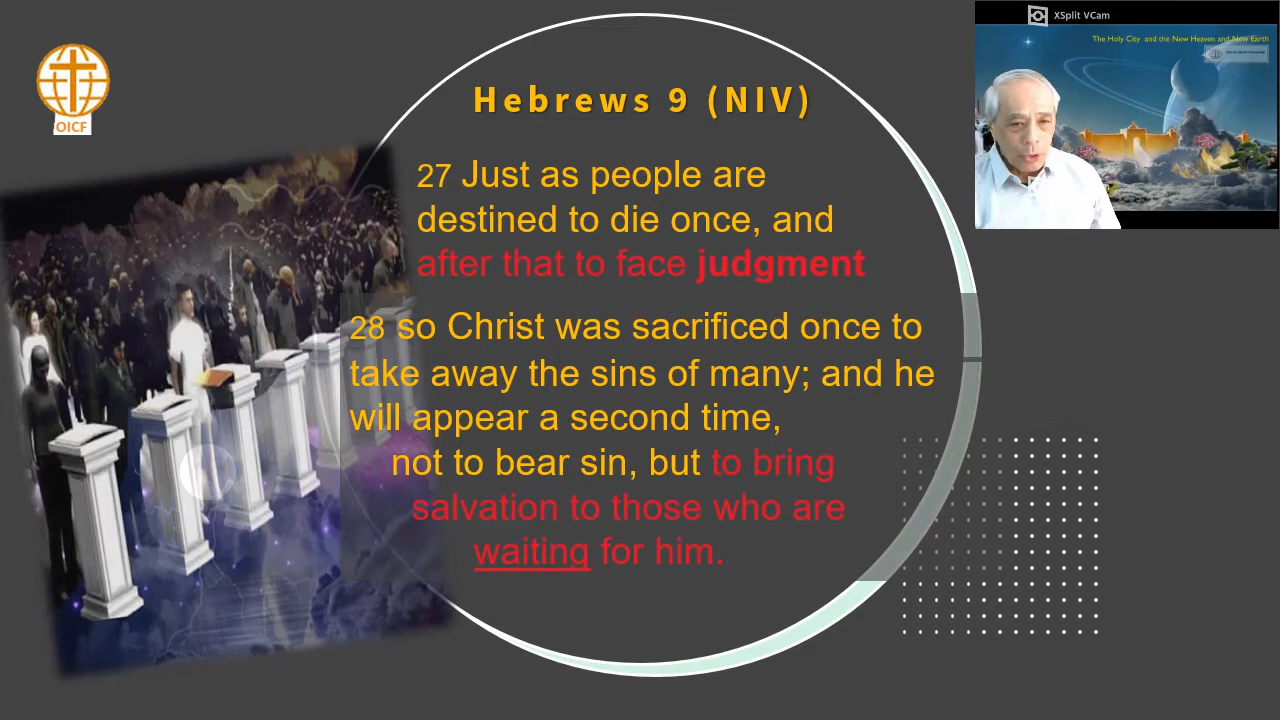 XSplit VCam
The Holy City and the New Heaven and New Earth
OICF
Hebrews 9 (NIV)
27 Just as people are
destined to die once, and
after that to face judgment
28 so Christ was sacrificed once to
take away the sins of many; and he
will appear a second time,
not to bear sin, but to bring
salvation to those who are
waiting for him.